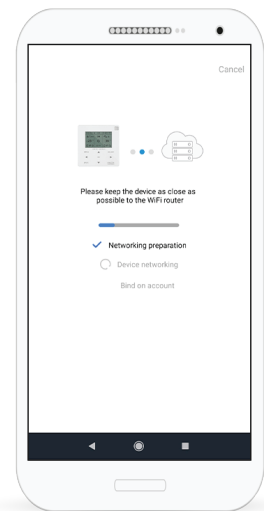 Cancel
Please keep the device as close as
possible to the WiFi router
Networking preparation
Device networking
Bind on account